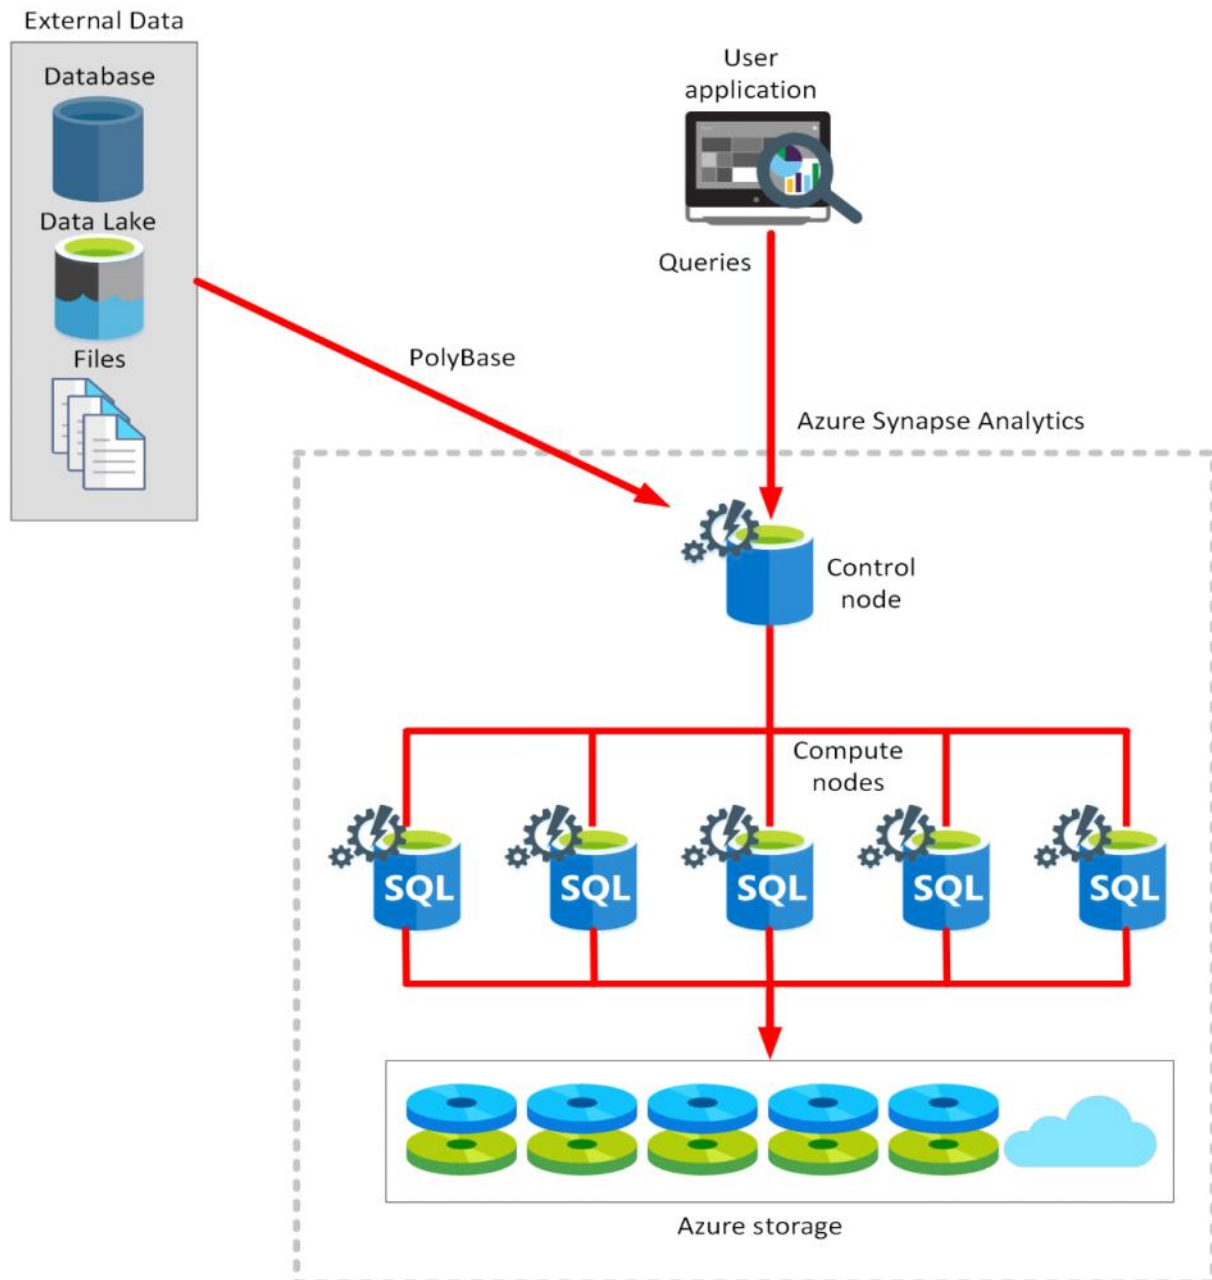 External Data
Database
Data Lake
Files
User
application
Queries
PolyBase
Azure Synapse Analytics
Control
node
Compute
nodes
SQL
SQL
SQL
SQL
SQL
Azure storage